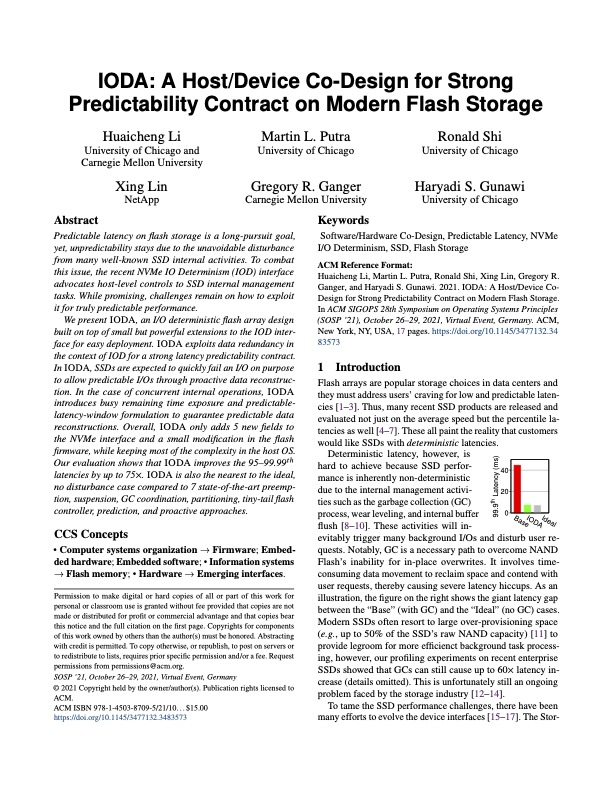 IODA: A Host/Device Co-Design for Strong
Predictability Contract on Modern Flash Storage
Huaicheng Li
University of Chicago and
Carnegie Mellon University
Martin L. Putra
University of Chicago
Ronald Shi
University of Chicago
Xing Lin
NetApp
Gregory R. Ganger
Carnegie Mellon University
Haryadi S. Gunawi
University of Chicago
Abstract
Predictable latency on flash storage is a long-pursuit goal,
yet, unpredictability stays due to the unavoidable disturbance
from many well-known SSD internal activities. To combat
this issue, the recent NVMe IO Determinism (IOD) interface
advocates host-level controls to SSD internal management
tasks. While promising, challenges remain on how to exploit
it for truly predictable performance.
We present IODA, an I/O deterministic flash array design
built on top of small but powerful extensions to the IOD inter-
face for easy deployment. IODA exploits data redundancy in
the context of IOD for a strong latency predictability contract.
In IODA, SSDs are expected to quickly fail an I/O on purpose
to allow predictable I/Os through proactive data reconstruc-
tion. In the case of concurrent internal operations, IODA
introduces busy remaining time exposure and predictable-
latency-window formulation to guarantee predictable data
reconstructions. Overall, IODA only adds 5 new fields to
the NVMe interface and a small modification in the flash
firmware, while keeping most of the complexity in the host OS.
Our evaluation shows that IODA improves the 95–99.99th
latencies by up to 75×. IODA is also the nearest to the ideal,
no disturbance case compared to 7 state-of-the-art preemp-
tion, suspension, GC coordination, partitioning, tiny-tail flash
controller, prediction, and proactive approaches.
CCS Concepts
• Computer systems organization → Firmware; Embed-
ded hardware; Embedded software; • Information systems
→ Flash memory; • Hardware → Emerging interfaces.
Permission to make digital or hard copies of all or part of this work for
personal or classroom use is granted without fee provided that copies are not
made or distributed for profit or commercial advantage and that copies bear
this notice and the full citation on the first page. Copyrights for components
of this work owned by others than the author(s) must be honored. Abstracting
with credit is permitted. To copy otherwise, or republish, to post on servers or
to redistribute to lists, requires prior specific permission and/or a fee. Request
permissions from permissions@acm.org.
SOSP ’21, October 26–29, 2021, Virtual Event, Germany
© 2021 Copyright held by the owner/author(s). Publication rights licensed to
ACM.
ACM ISBN 978-1-4503-8709-5/21/10…$15.00
https://doi.org/10.1145/3477132.3483573
Keywords
Software/Hardware Co-Design, Predictable Latency, NVMe
I/O Determinism, SSD, Flash Storage
ACM Reference Format:
Huaicheng Li, Martin L. Putra, Ronald Shi, Xing Lin, Gregory R.
Ganger, and Haryadi S. Gunawi. 2021. IODA: A Host/Device Co-
Design for Strong Predictability Contract on Modern Flash Storage.
In ACM SIGOPS 28th Symposium on Operating Systems Principles
(SOSP ’21), October 26–29, 2021, Virtual Event, Germany. ACM,
New York, NY, USA, 17 pages. https://doi.org/10.1145/3477132.34
83573
1 Introduction
Flash arrays are popular storage choices in data centers and
they must address users’ craving for low and predictable laten-
cies [1–3]. Thus, many recent SSD products are released and
evaluated not just on the average speed but the percentile la-
tencies as well [4–7]. These all paint the reality that customers
would like SSDs with deterministic latencies.
Deterministic latency, however, is
hard to achieve because SSD perfor-
mance is inherently non-deterministic
due to the internal management activi-
ties such as the garbage collection (GC)
process, wear leveling, and internal buffer
flush [8–10]. These activities will in-
99.9th Latency (ms)
40
20
0
Base
IODA
Ideal
evitably trigger many background I/Os and disturb user re-
quests. Notably, GC is a necessary path to overcome NAND
Flash’s inability for in-place overwrites. It involves time-
consuming data movement to reclaim space and contend with
user requests, thereby causing severe latency hiccups. As an
illustration, the figure on the right shows the giant latency gap
between the “Base” (with GC) and the “Ideal” (no GC) cases.
Modern SSDs often resort to large over-provisioning space
(e.g., up to 50% of the SSD’s raw NAND capacity) [11] to
provide legroom for more efficient background task process-
ing, however, our profiling experiments on recent enterprise
SSDs showed that GCs can still cause up to 60× latency in-
crease (details omitted). This is unfortunately still an ongoing
problem faced by the storage industry [12–14].
To tame the SSD performance challenges, there have been
many efforts to evolve the device interfaces [15–17]. The Stor-